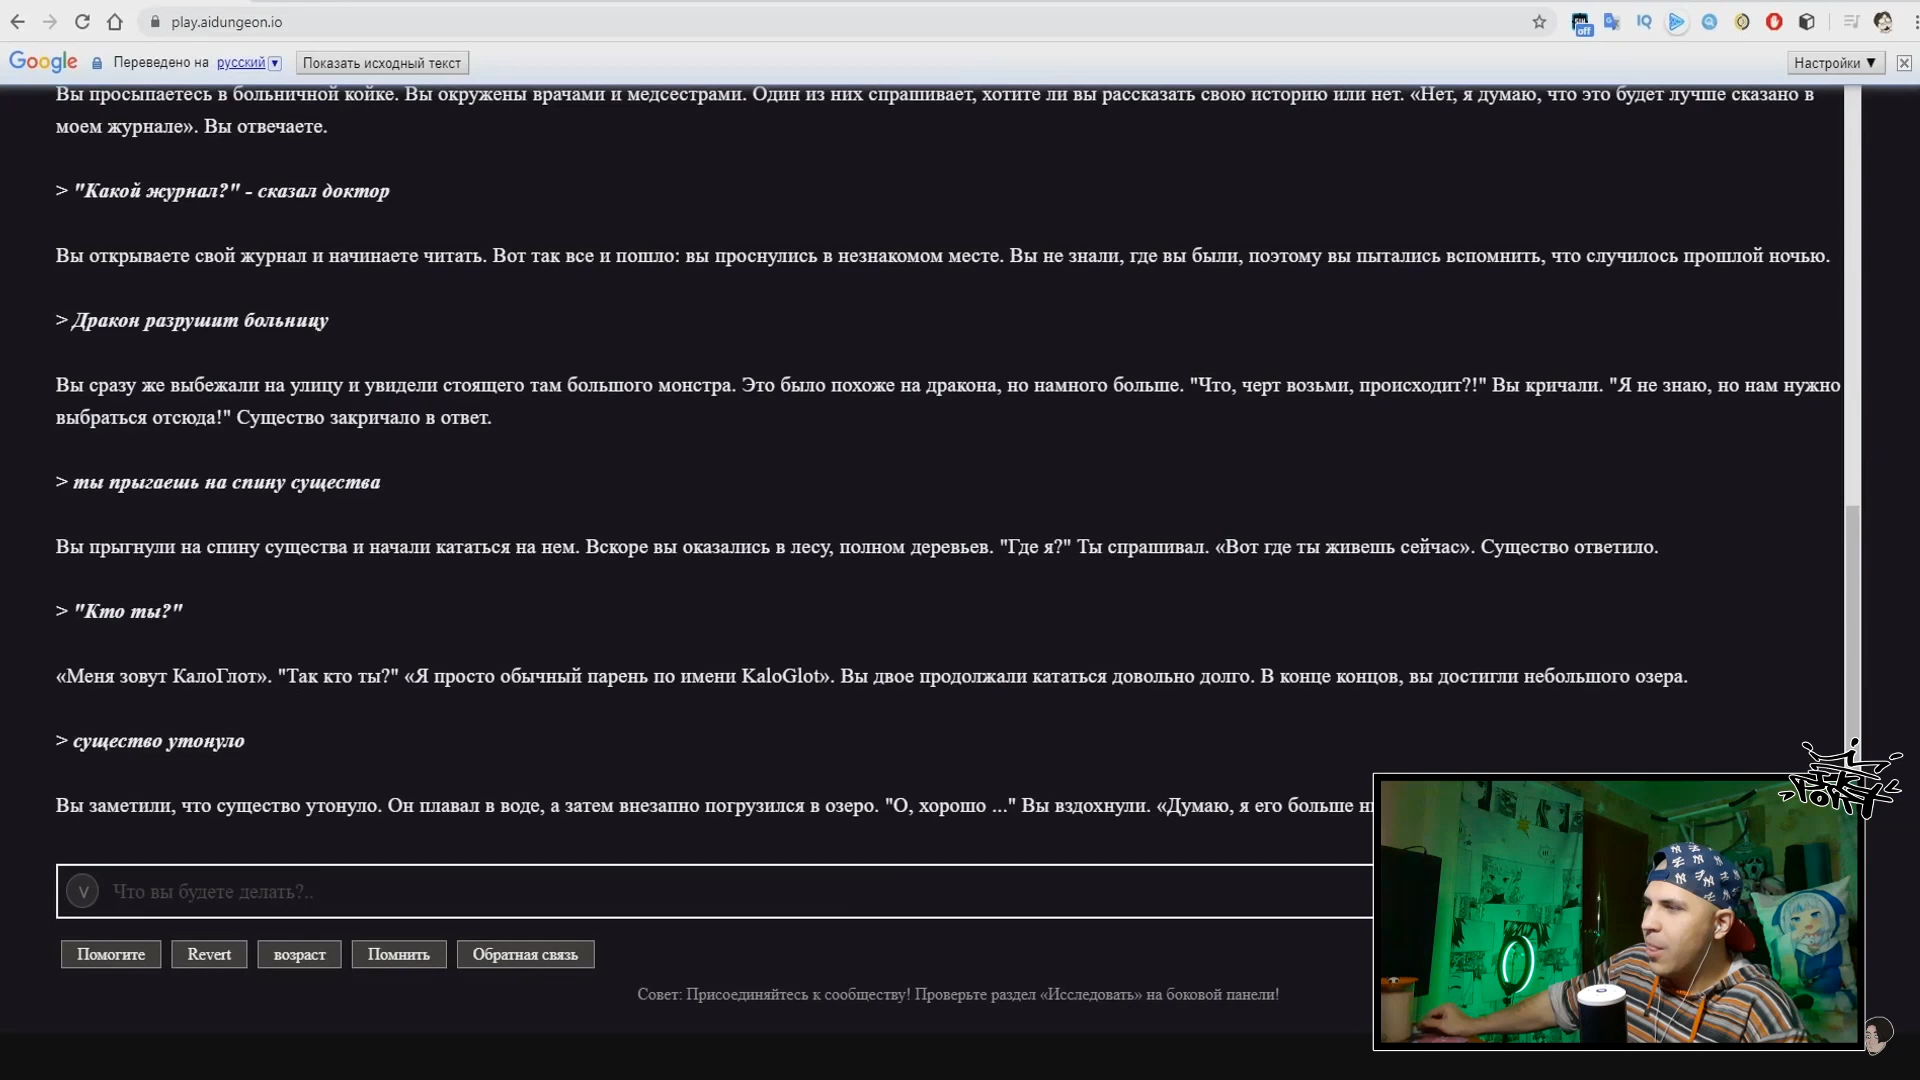 play.aidungeon.io
off
IQ
Google Переведено на русский Показать исходный текст Настройки ▼
Вы просыпаетесь в больничной койке. Вы окружены врачами и медсестрами. Один из них спрашивает, хотите ли вы рассказать свою историю или нет. «Нет, я думаю, что это будет лучше сказано в
моем журнале». Вы отвечаете.
> "Какой журнал?" - сказал доктор
Вы открываете свой журнал и начинаете читать. Вот так все и пошло: вы проснулись в незнакомом месте. Вы не знали, где вы были, поэтому вы пытались вспомнить, что случилось прошлой ночью.
> Дракон разрушит больницу
Вы сразу же выбежали на улицу и увидели стоящего там большого монстра. Это было похоже на дракона, но намного больше. "Что, черт возьми, происходит?!" Вы кричали. "Я не знаю, но нам нужно
выбраться отсюда!" Существо закричало в ответ.
> ты прыгаешь на спину существа
Вы прыгнули на спину существа и начали кататься на нем. Вскоре вы оказались в лесу, полном деревьев. "Где я?" Ты спрашивал. «Вот где ты живешь сейчас». Существо ответило.
> "Кто ты?"
«Меня зовут КалоГлот». "Так кто ты?" «Я просто обычный парень по имени KaloGlot». Вы двое продолжали кататься довольно долго. В конце концов, вы достигли небольшого озера.
> существо утонуло
Вы заметили, что существо утонуло. Он плавал в воде, а затем внезапно погрузился в озеро. "О, хорошо ..." Вы вздохнули. «Думаю, я его больше
V Что вы будете делать?..
Помогите Revert возраст Помнить Обратная связь
Совет: Присоединяйтесь к сообществу! Проверьте раздел «Исследовать» на боковой панели!